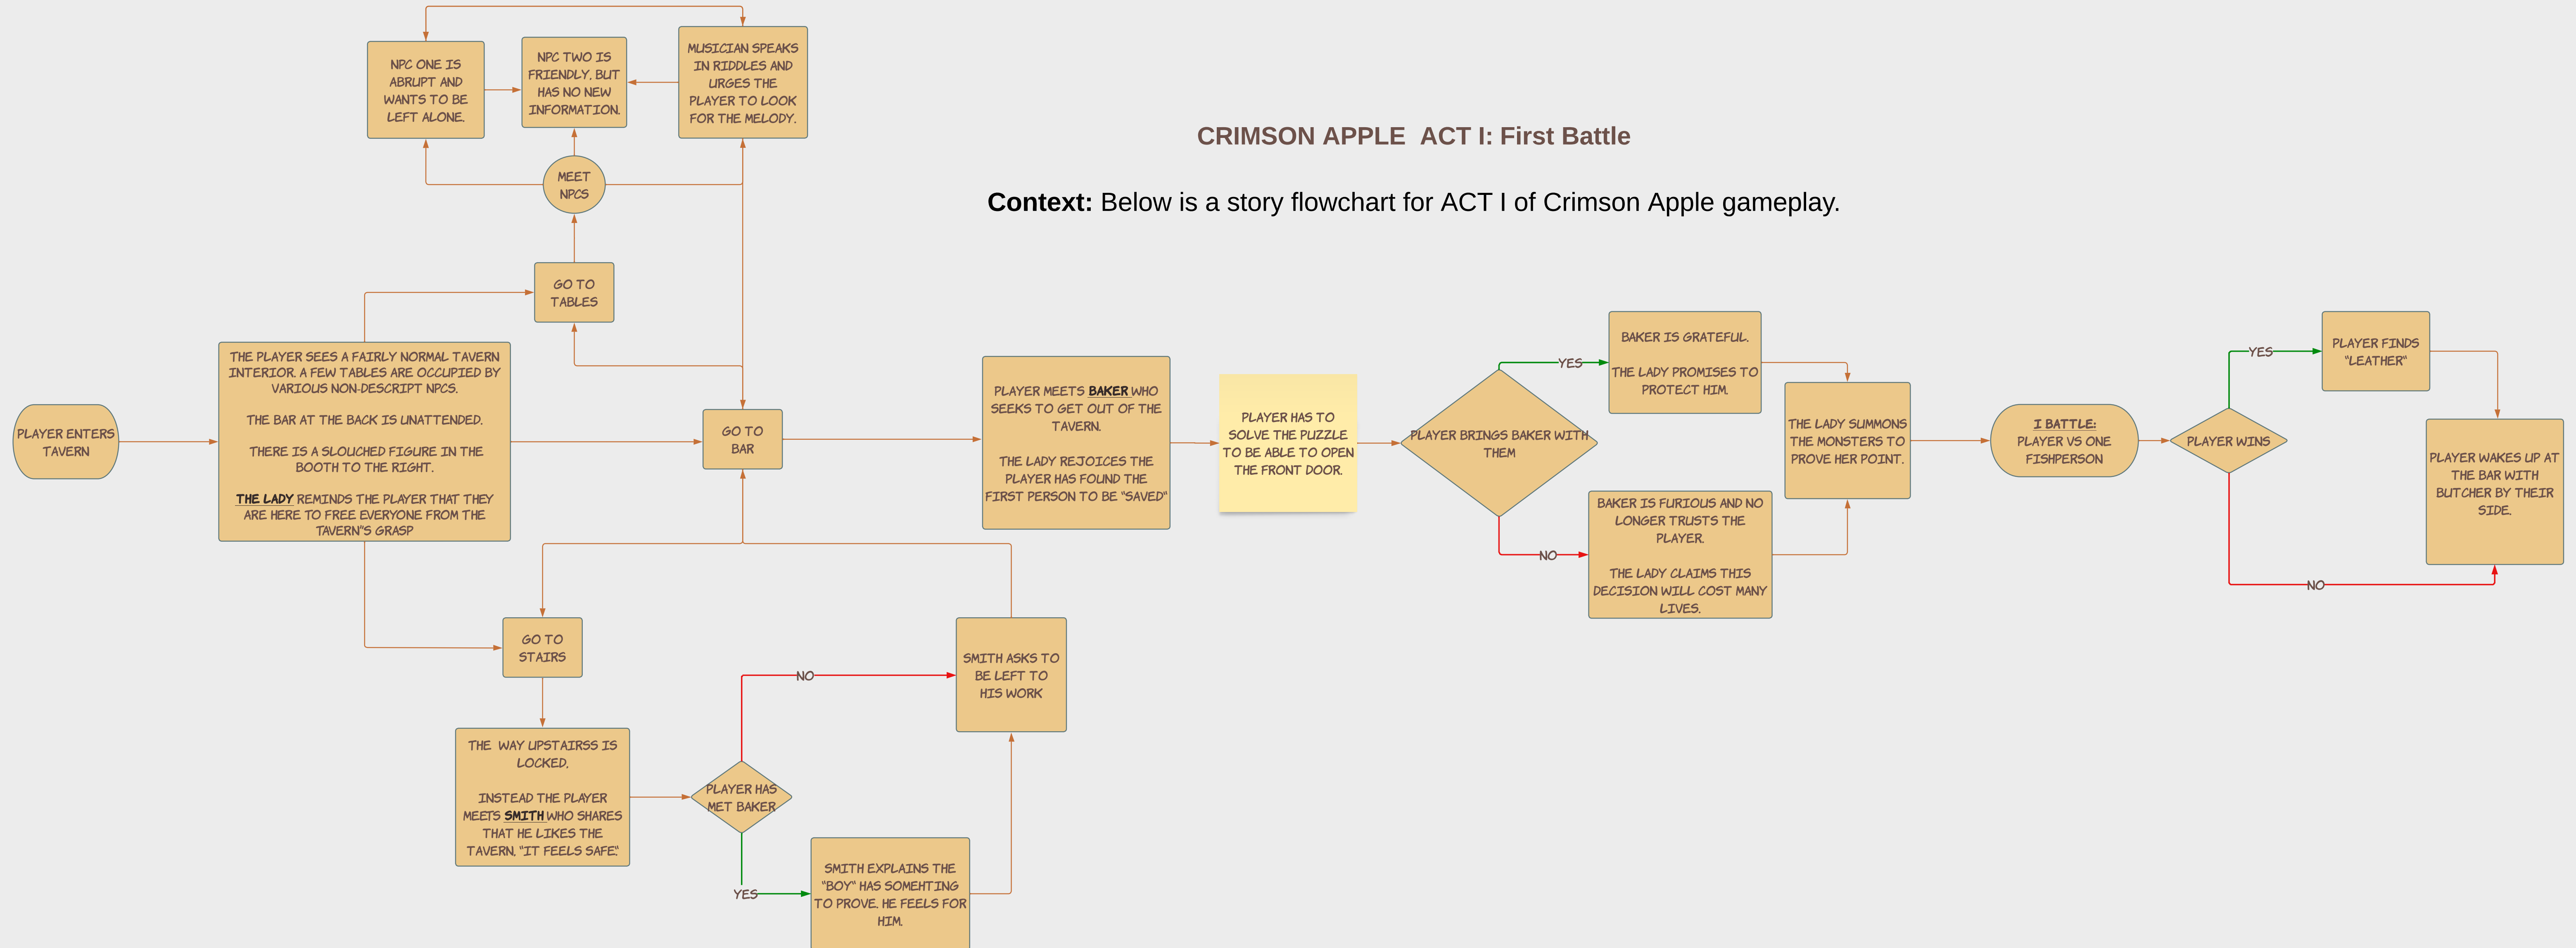 CRIMSON APPLE  ACT I: First Battle
Context: Below is a story flowchart for ACT I of Crimson Apple gameplay.
NPC ONE IS
ABRUPT AND
WANTS TO BE
LEFT ALONE.
NPC TWO IS
FRIENDLY, BUT
HAS NO NEW
INFORMATION.
MUSICIAN SPEAKS
IN RIDDLES AND
URGES THE
PLAYER TO LOOK
FOR THE MELODY.
MEET
NPCS
GO TO
TABLES
PLAYER ENTERS
TAVERN
THE PLAYER SEES A FAIRLY NORMAL TAVERN
INTERIOR. A FEW TABLES ARE OCCUPIED BY
VARIOUS NON-DESCRIPT NPCS.
THE BAR AT THE BACK IS UNATTENDED.
THERE IS A SLOUCHED FIGURE IN THE
BOOTH TO THE RIGHT.
THE LADY REMINDS THE PLAYER THAT THEY
ARE HERE TO FREE EVERYONE FROM THE
TAVERN"S GRASP
GO TO
BAR
PLAYER MEETS BAKER WHO
SEEKS TO GET OUT OF THE
TAVERN.
THE LADY REJOICES THE
PLAYER HAS FOUND THE
FIRST PERSON TO BE "SAVED"
PLAYER HAS TO
SOLVE THE PUZZLE
TO BE ABLE TO OPEN
THE FRONT DOOR.
PLAYER BRINGS BAKER WITH
THEM
YES
BAKER IS GRATEFUL.
THE LADY PROMISES TO
PROTECT HIM.
NO
BAKER IS FURIOUS AND NO
LONGER TRUSTS THE
PLAYER.
THE LADY CLAIMS THIS
DECISION WILL COST MANY
LIVES.
THE LADY SUMMONS
THE MONSTERS TO
PROVE HER POINT.
I BATTLE:
PLAYER VS ONE
FISHPERSON
PLAYER WINS
YES
PLAYER FINDS
"LEATHER"
NO
PLAYER WAKES UP AT
THE BAR WITH
BUTCHER BY THEIR
SIDE.
GO TO
STAIRS
THE  WAY UPSTAIRSS IS
LOCKED.
INSTEAD THE PLAYER
MEETS SMITH WHO SHARES
THAT HE LIKES THE
TAVERN. "IT FEELS SAFE."
PLAYER HAS
MET BAKER
NO
SMITH ASKS TO
BE LEFT TO
HIS WORK
YES
SMITH EXPLAINS THE
"BOY" HAS SOMEHTING
TO PROVE. HE FEELS FOR
HIM.